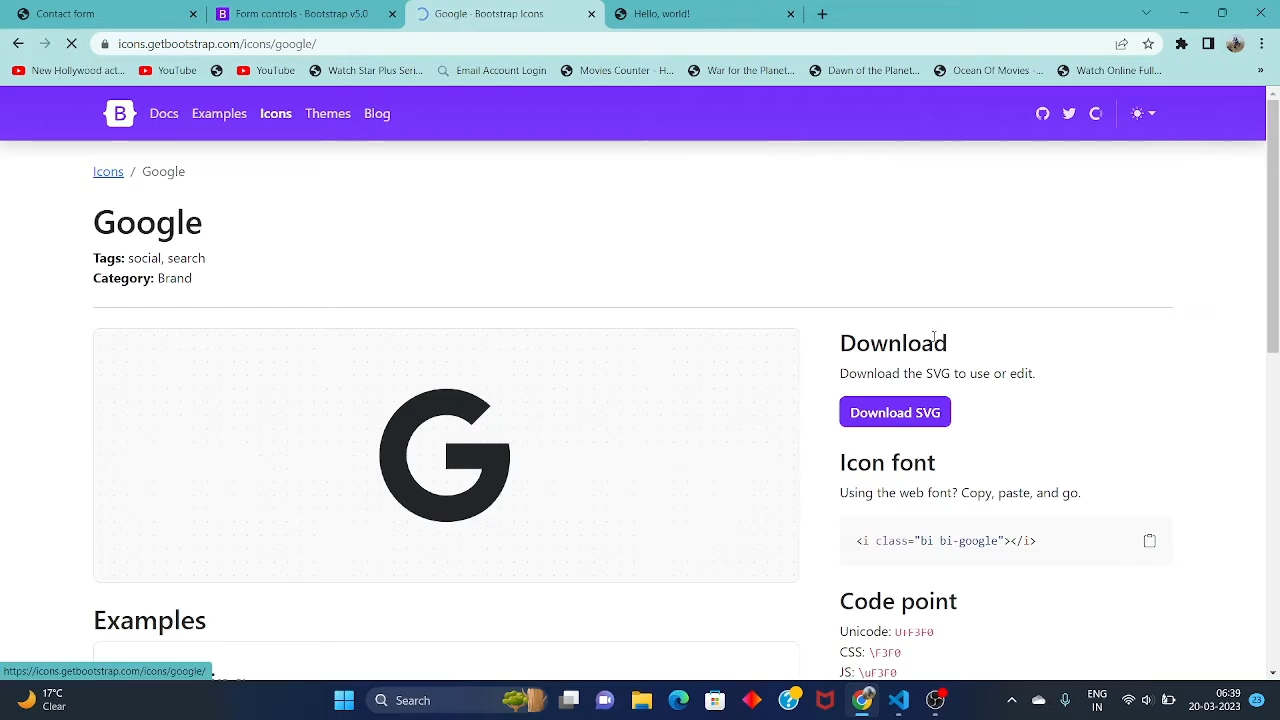 Contact form
B Form controls · Bootstrap v5.0
Google · Bootstrap Icons
Hello, world!
icons.getbootstrap.com/icons/google/
New Hollywood act...
YouTube
YouTube
Watch Star Plus Seri...
Email Account Login
Movies Counter - H...
War for the Planet...
Dawn of the Planet...
Ocean Of Movies -...
Watch Online Full...
»
B
Docs
Examples
Icons
Themes
Blog
Icons / Google
Google
Tags: social, search
Category: Brand
Download
Download the SVG to use or edit.
Download SVG
Icon font
Using the web font? Copy, paste, and go.
<i class="bi bi-google"></i>
Examples
Code point
Unicode: U+F3F0
CSS: \F3F0
JS: \uF3F0
https://icons.getbootstrap.com/icons/google/
17°C
Clear
Search
ENG
IN
06:39
20-03-2023
23